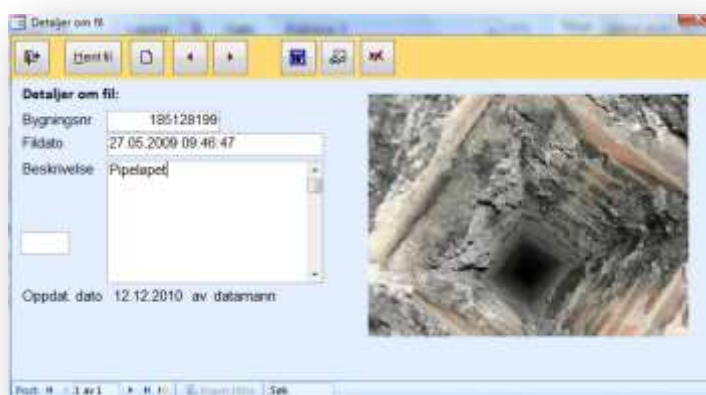 Detaljer om fil
Hent fil
Detaljer om fil:
Bygningsnr 185128199
Fildato 27.05.2009 09:46:47
Beskrivelse Pipeløpet
Oppdat. dato 12.12.2010 av datamann
Post: 1 av 1 Søk